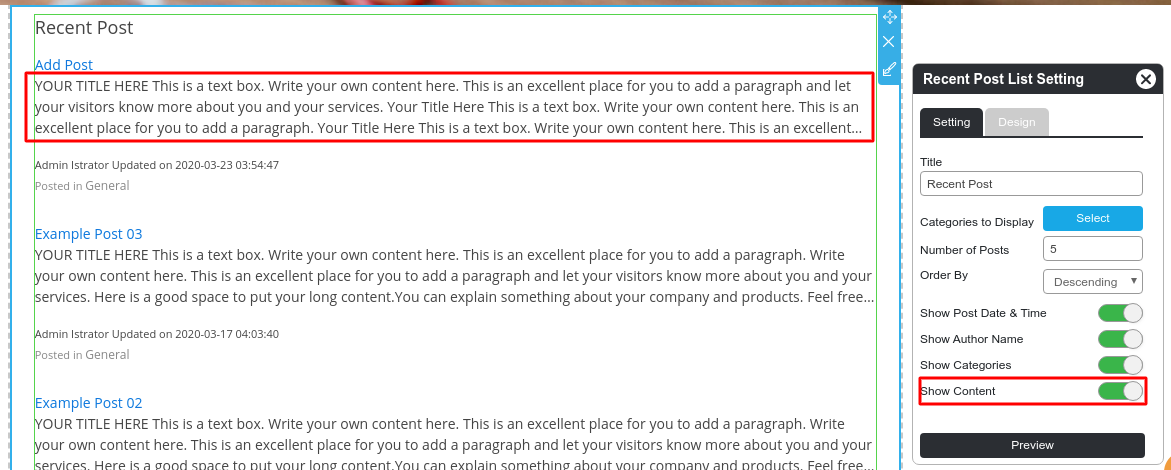 Recent Post
Add Post
YOUR TITLE HERE This is a text box. Write your own content here. This is an excellent place for you to add a paragraph and let
your visitors know more about you and your services. Your Title Here This is a text box. Write your own content here. This is an
excellent place for you to add a paragraph. Your Title Here This is a text box. Write your own content here. This is an excellent...
Admin Istrator Updated on 2020-03-23 03:54:47
Posted in General
Example Post 03
YOUR TITLE HERE This is a text box. Write your own content here. This is an excellent place for you to add a paragraph. Write
your own content here. This is an excellent place for you to add a paragraph and let your visitors know more about you and your
services. Here is a good space to put your long content.You can explain something about your company and products. Feel free...
Admin Istrator Updated on 2020-03-17 04:03:40
Posted in General
Example Post 02
YOUR TITLE HERE This is a text box. Write your own content here. This is an excellent place for you to add a paragraph. Write
your own content here. This is an excellent place for you to add a paragraph and let your visitors know more about you and your
services. Here is a good space to put your long content.You can explain something about your company and products. Feel free...
Recent Post List Setting
Setting Design
Title
Recent Post
Categories to Display Select
Number of Posts 5
Order By Descending
Show Post Date & Time
Show Author Name
Show Categories
Show Content
Preview